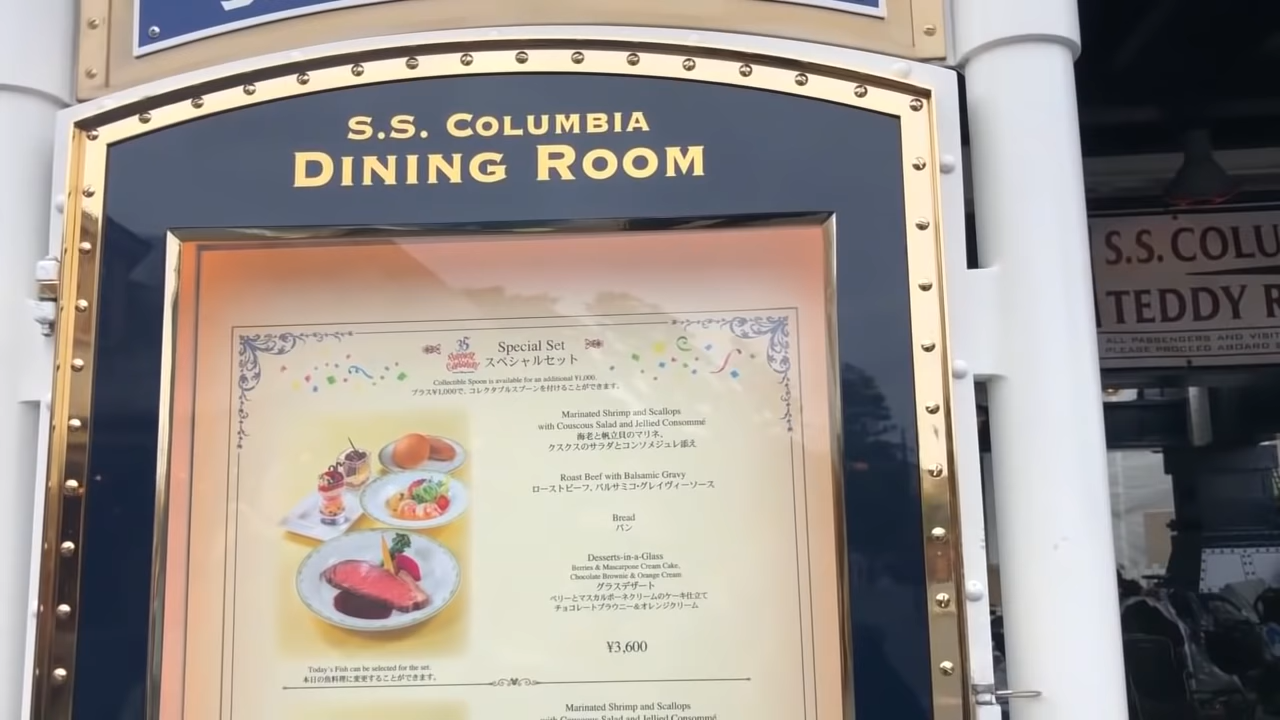 S.S. COLUMBIA
DINING ROOM
35
Special Set
スペシャルセット
Collectible Spoon is available for an additional ¥1,000.
プラス¥1,000で、コレクタブルスプーンを付けることができます。
Marinated Shrimp and Scallops
with Couscous Salad and Jellied Consommé
海老と帆立貝のマリネ、
クスクスのサラダとコンソメジュレ添え
Roast Beef with Balsamic Gravy
ローストビーフ、バルサミコ・グレイヴィーソース
Bread
パン
Desserts-in-a-Glass
Berries & Mascarpone Cream Cake,
Chocolate Brownie & Orange Cream
グラスデザート
ベリーとマスカルポーネクリームのケーキ仕立て
チョコレートブラウニー&オレンジクリーム
¥3,600
Today's Fish can be selected for the set.
本日の魚料理に変更することができます。
Marinated Shrimp and Scallops
with Couscous Salad and Jellied Consommé
S.S. COLU
TEDDY R
ALL PASSENGERS AND VISIT
PLEASE PROCEED ABOARD